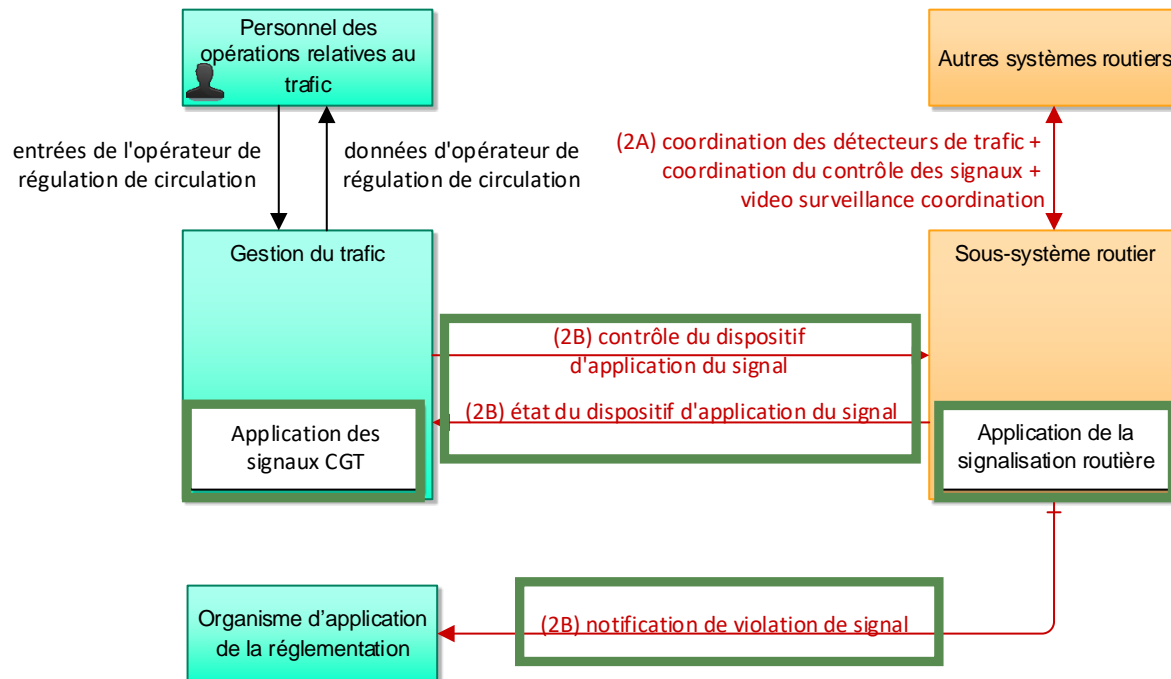 Personnel des
opérations relatives au
trafic
Autres systèmes routiers
entrées de l'opérateur de
régulation de circulation
données d'opérateur de
régulation de circulation
(2A) coordination des détecteurs de trafic +
coordination du contrôle des signaux +
video surveillance coordination
Gestion du trafic
Sous-système routier
(2B) contrôle du dispositif
d'application du signal
(2B) état du dispositif d'application du signal
Application des
signaux CGT
Application de la
signalisation routière
Organisme d’application
de la réglementation
(2B) notification de violation de signal